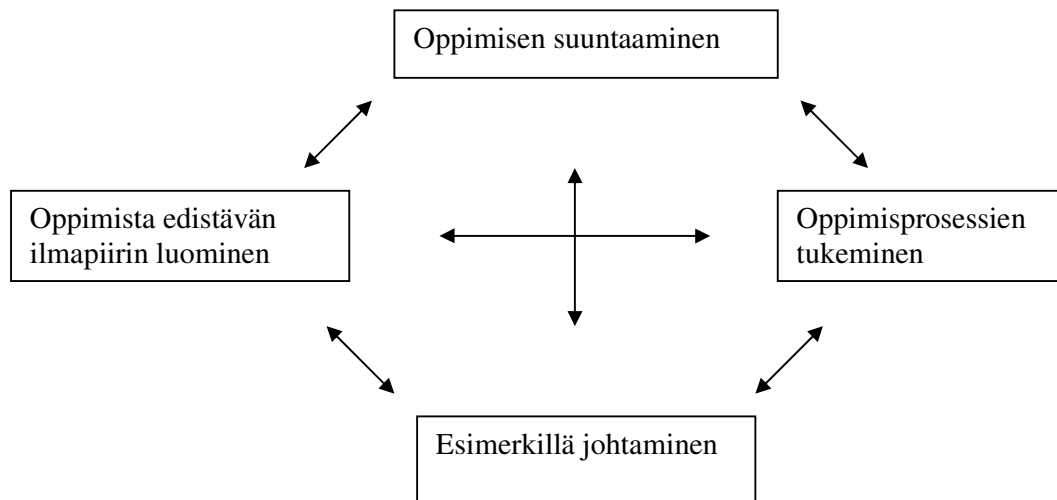 Oppimisen suuntaaminen
Oppimista edistävän
ilmapiirin luominen
Oppimisprosessien
tukeminen
Esimerkillä johtaminen